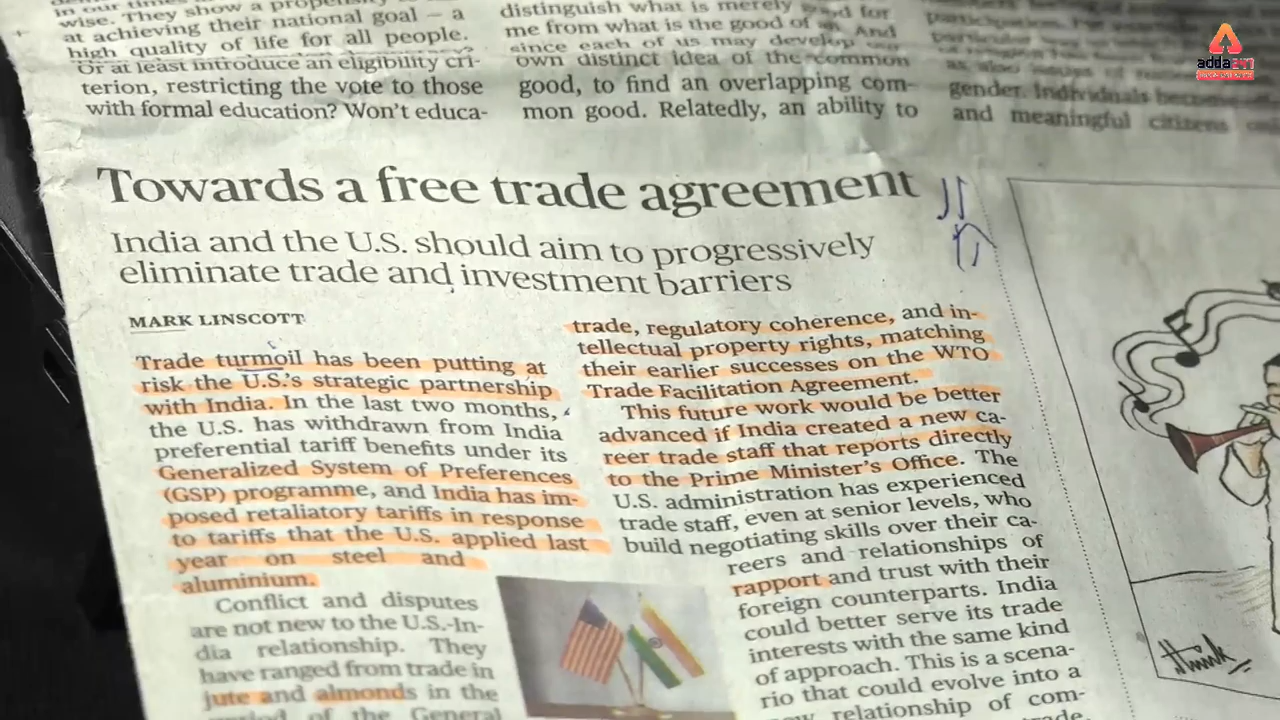 wise. They show a propensity to
at achieving their national goal – a
high quality of life for all people.
Or at least introduce an eligibility cri-
terion, restricting the vote to those
with formal education? Won't educa-
distinguish what is merely good for
me from what is the good of And
since each of us may develop our
own distinct idea of the common
good, to find an overlapping com-
mon good. Relatedly, an ability to
gender. Individuals become
and meaningful citizens
adda247
Towards a free trade agreement
India and the U.S. should aim to progressively
eliminate trade and investment barriers
MARK LINSCOTT
Trade turmoil has been putting at
risk the U.S.'s strategic partnership
with India. In the last two months,
the U.S. has withdrawn from India
preferential tariff benefits under its
Generalized System of Preferences
(GSP) programme, and India has im-
posed retaliatory tariffs in response
to tariffs that the U.S. applied last
year on steel and
aluminium.
Conflict and disputes
are not new to the U.S.-In-
dia relationship. They
have ranged from trade in
jute and almonds in the
period of the General
trade, regulatory coherence, and in-
tellectual property rights, matching
their earlier successes on the WTO
Trade Facilitation Agreement.
This future work would be better
advanced if India created a new ca-
reer trade staff that reports directly
to the Prime Minister's Office. The
U.S. administration has experienced
trade staff, even at senior levels, who
build negotiating skills over their ca-
reers and relationships of
rapport and trust with their
foreign counterparts. India
could better serve its trade
interests with the same kind
of approach. This is a scena-
rio that could evolve into a
new relationship of com-
trade